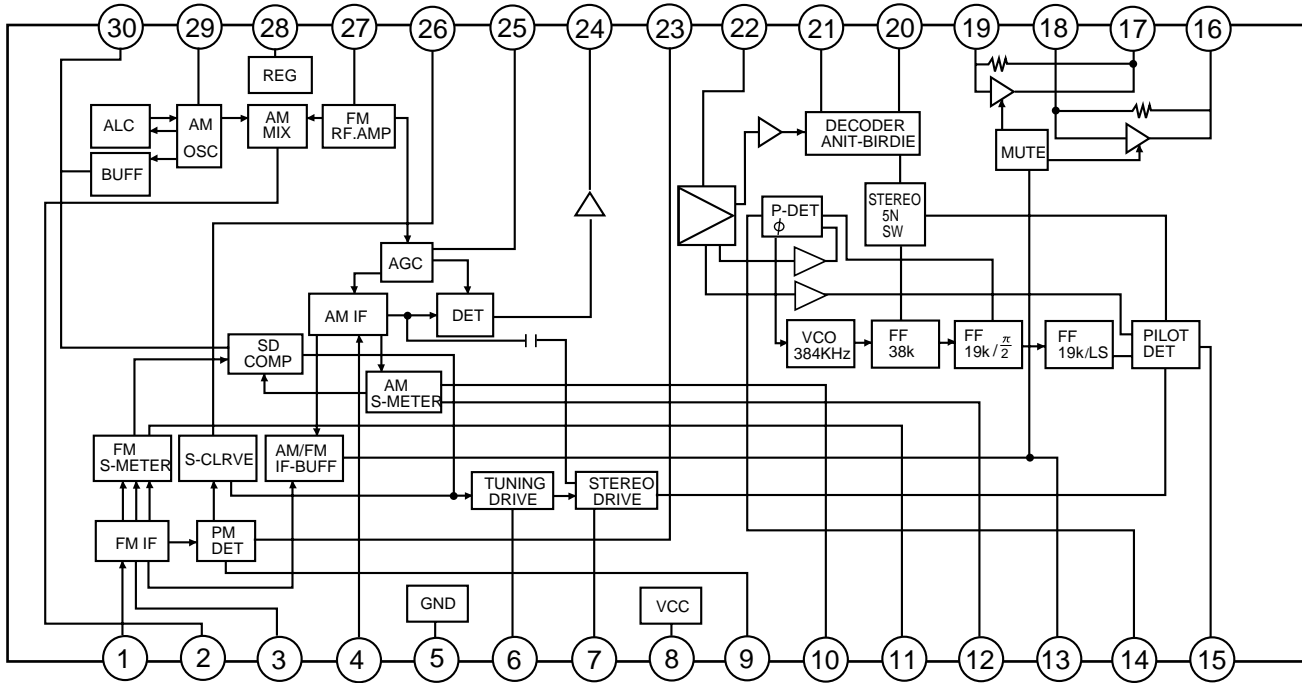 30 29 28 27 26 25 24 23 22 21 20 19 18 17 16
REG
ALC
AM
OSC
AM
MIX
FM
RF.AMP
BUFF
DECODER
ANIT-BIRDIE
MUTE
P-DET
ϕ
STEREO
5N
SW
AGC
AM IF
DET
SD
COMP
VCO
384KHz
FF
38k
FF
19k/π/2
FF
19k/LS
PILOT
DET
AM
S-METER
FM
S-METER
S-CLRVE
AM/FM
IF-BUFF
TUNING
DRIVE
STEREO
DRIVE
FM IF
PM
DET
GND
VCC
1 2 3 4 5 6 7 8 9 10 11 12 13 14 15